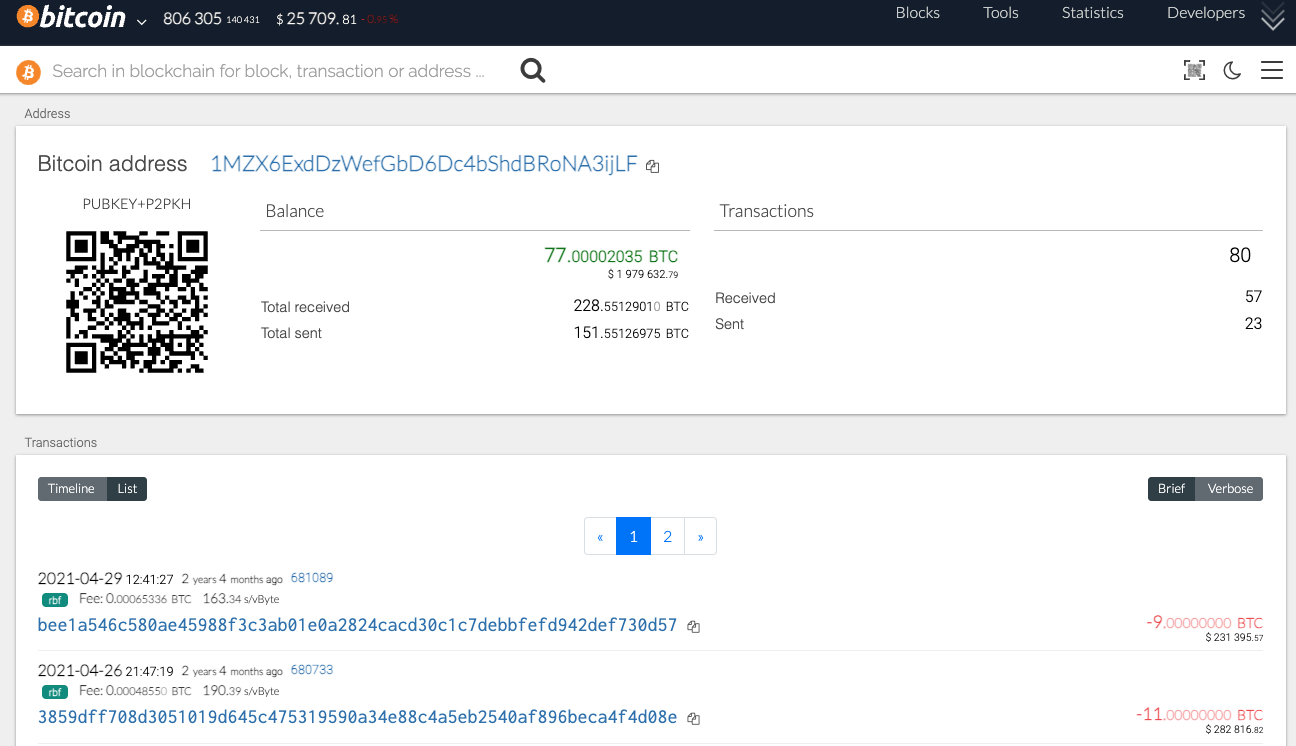 bitcoin 806 305 140 431 $ 25 709. 81 - 0.95 % Blocks Tools Statistics Developers
Search in blockchain for block, transaction or address ...
Address
Bitcoin address 1MZX6ExdDzWefGbD6Dc4bShdBRoNA3ijLF
PUBKEY+P2PKH
Balance
77.00002035 BTC
$ 1 979 632.79
Total received 228.55129010 BTC
Total sent 151.55126975 BTC
Transactions
80
Received 57
Sent 23
Transactions
Timeline List Brief Verbose
« 1 2 »
2021-04-29 12:41:27 2 years 4 months ago 681089
rbf Fee: 0.00065336 BTC 163.34 s/vByte
bee1a546c580ae45988f3c3ab01e0a2824cacd30c1c7debbfefd942def730d57 -9.00000000 BTC
$ 231 395.57
2021-04-26 21:47:19 2 years 4 months ago 680733
rbf Fee: 0.00048550 BTC 190.39 s/vByte
3859dff708d3051019d645c475319590a34e88c4a5eb2540af896beca4f4d08e -11.00000000 BTC
$ 282 816.82